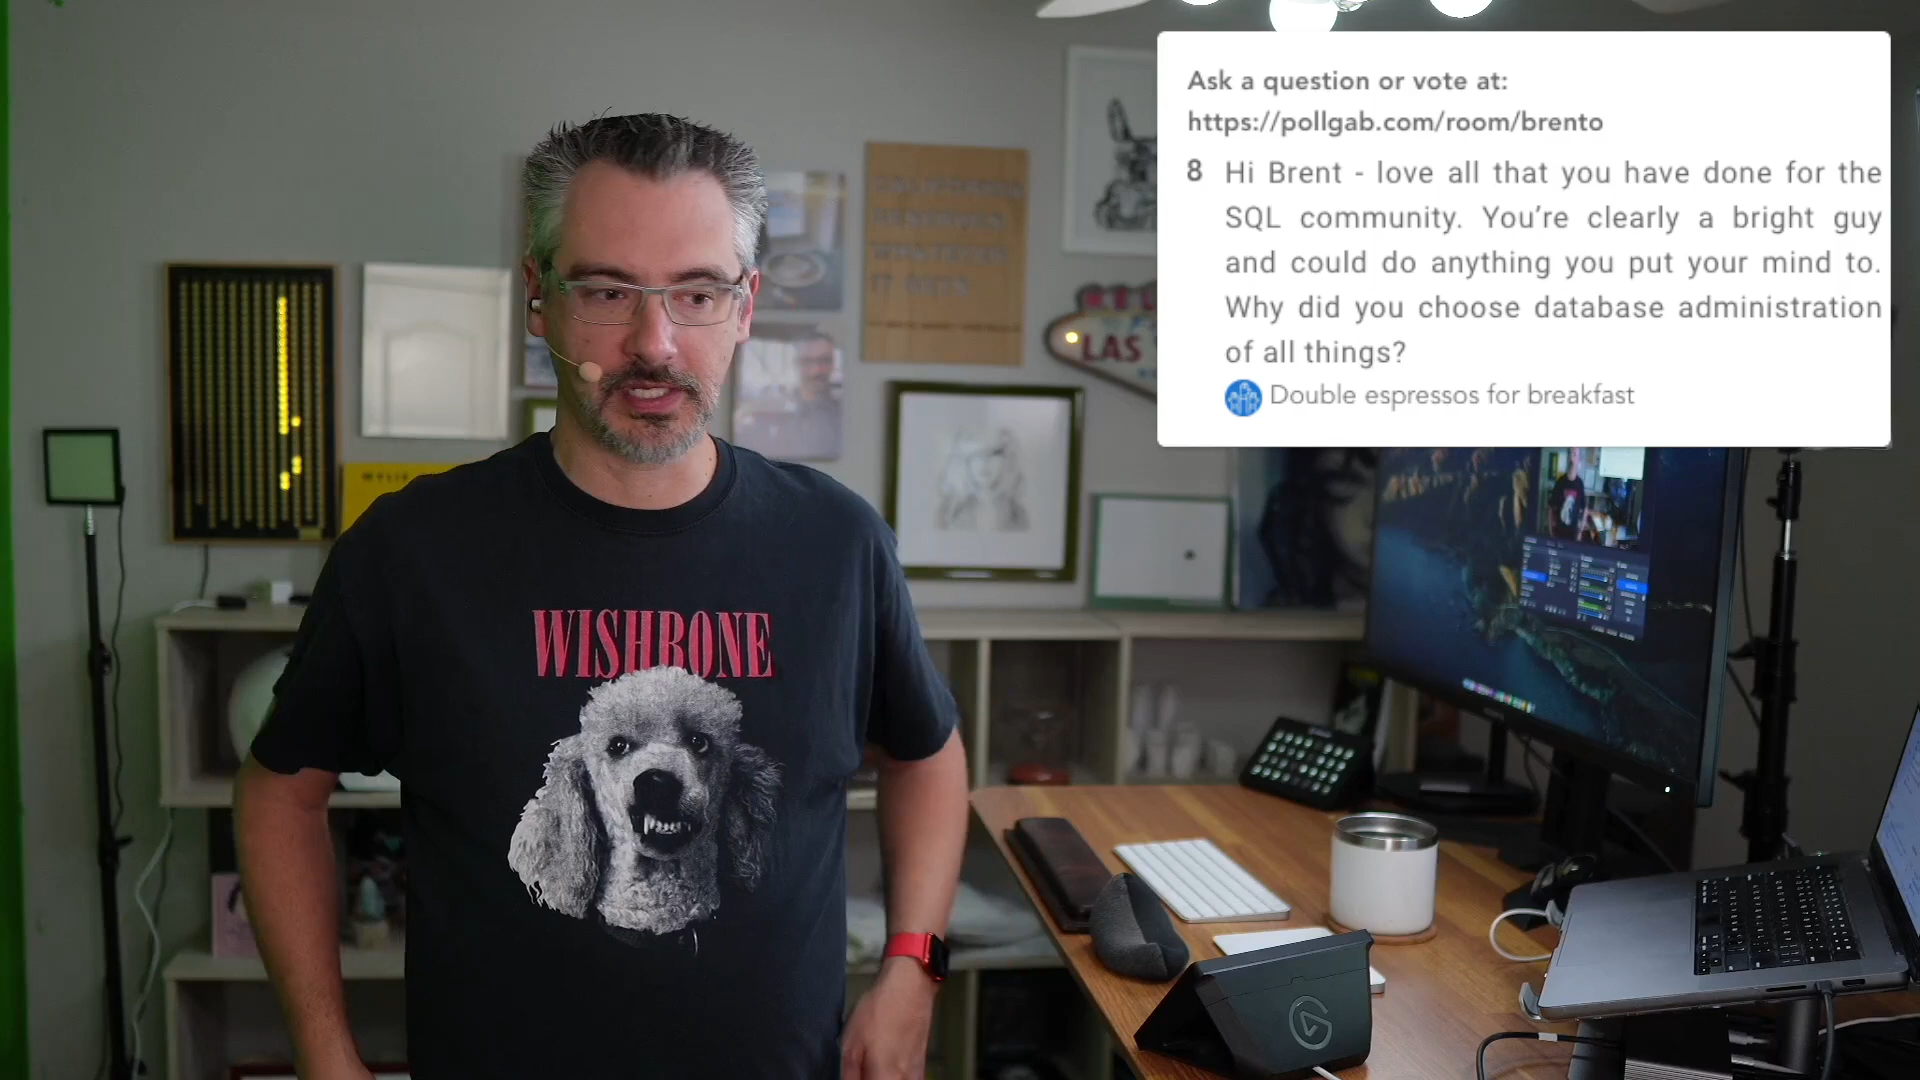 Ask a question or vote at:
https://pollgab.com/room/brento
8 Hi Brent - love all that you have done for the
SQL community. You’re clearly a bright guy
and could do anything you put your mind to.
Why did you choose database administration
of all things?
Double espressos for breakfast
LAS
WISHBONE